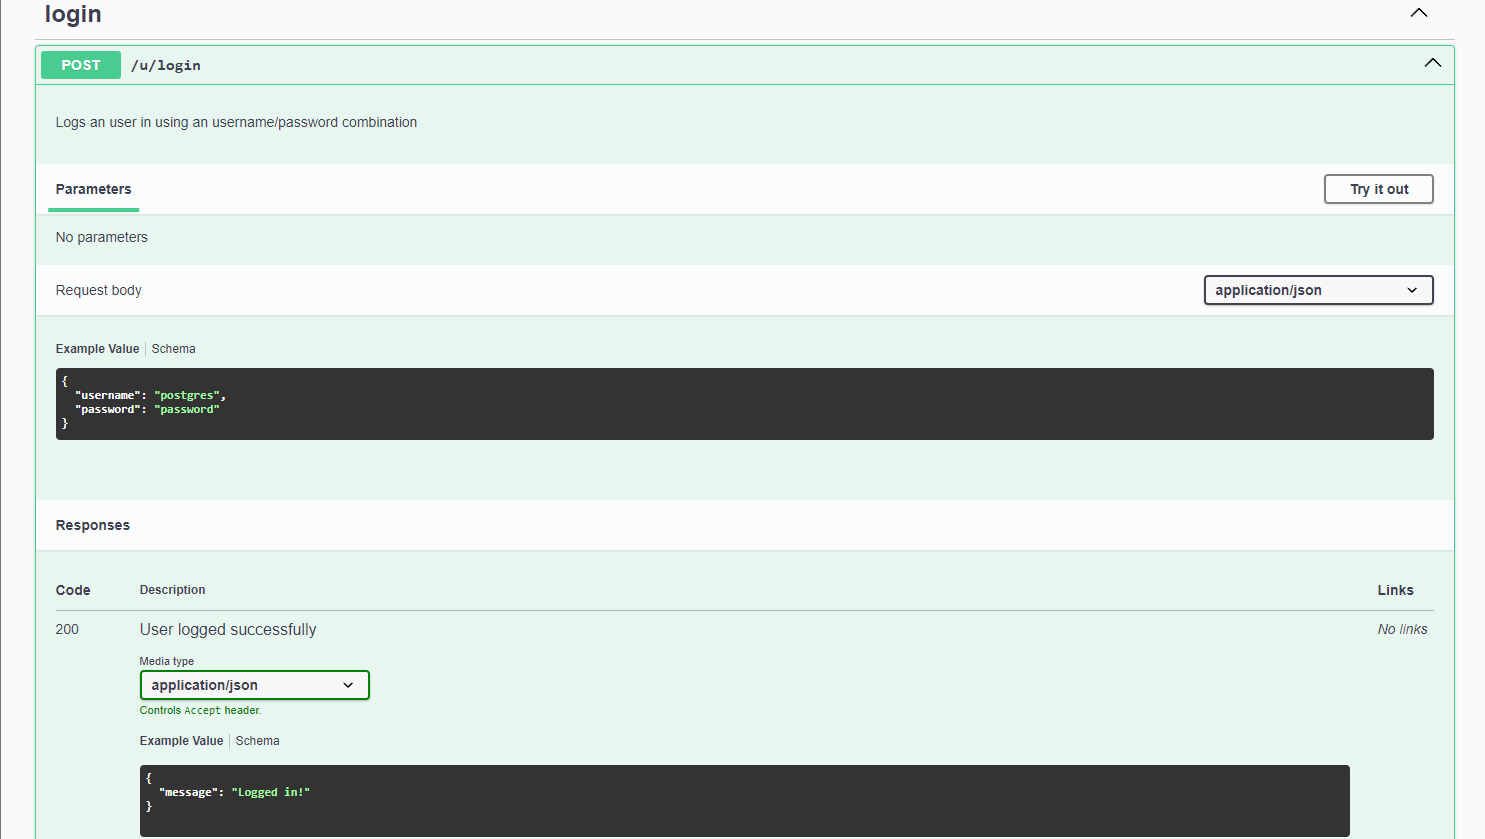 login
POST /u/login
Logs an user in using an username/password combination
Parameters
Try it out
No parameters
Request body
application/json
Example Value | Schema
{
  "username": "postgres",
  "password": "password"
}
Responses
Code Description Links
200 User logged successfully No links
Media type
application/json
Controls Accept header.
Example Value | Schema
{
  "message": "Logged in!"
}